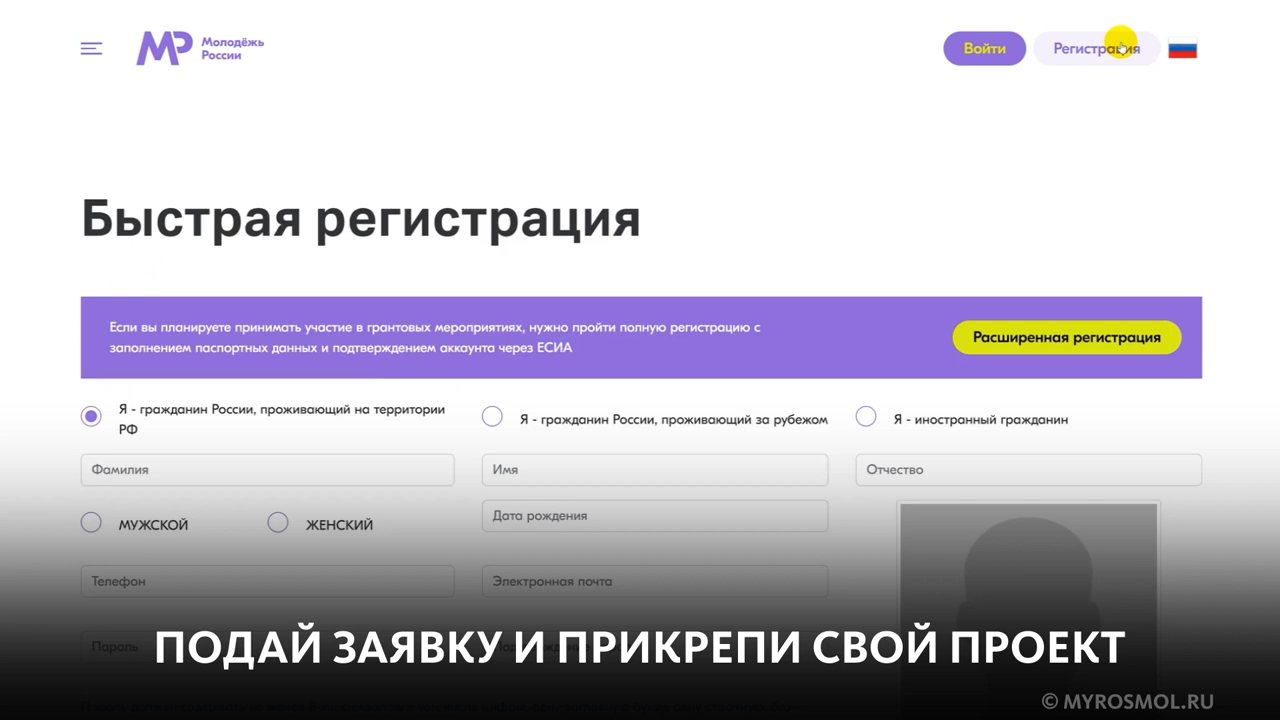 Молодёжь
России
Войти
Регистрация
Быстрая регистрация
Если вы планируете принимать участие в грантовых мероприятиях, нужно пройти полную регистрацию с
заполнением паспортных данных и подтверждением аккаунта через ЕСИА
Расширенная регистрация
Я - гражданин России, проживающий на территории
РФ
Я - гражданин России, проживающий за рубежом
Я - иностранный гражданин
Фамилия
Имя
Отчество
МУЖСКОЙ
ЖЕНСКИЙ
Дата рождения
Телефон
Электронная почта
Пароль
ПОДАЙ ЗАЯВКУ И ПРИКРЕПИ СВОЙ ПРОЕКТ
© MYROSMOL.RU